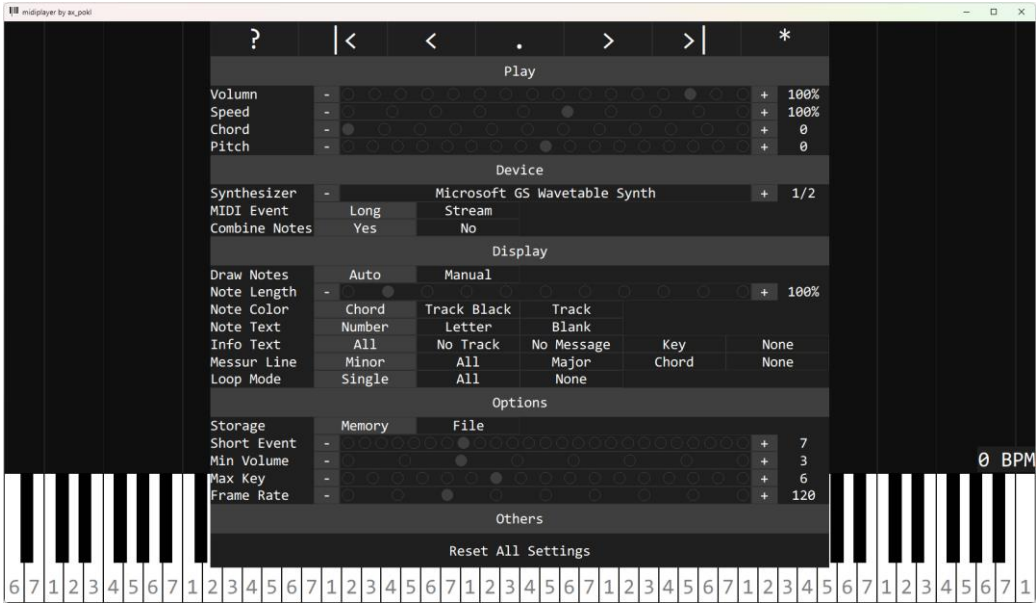 midiplayer by ax_pokl
? |< < . > >| *
Play
Volumn - + 100%
Speed - + 100%
Chord - + 0
Pitch - + 0
Device
Synthesizer - Microsoft GS Wavetable Synth + 1/2
MIDI Event Long Stream
Combine Notes Yes No
Display
Draw Notes Auto Manual
Note Length - + 100%
Note Color Chord Track Black Track
Note Text Number Letter Blank
Info Text All No Track No Message Key None
Messur Line Minor All Major Chord None
Loop Mode Single All None
Options
Storage Memory File
Short Event - + 7
Min Volume - + 3
0 BPM
Max Key - + 6
Frame Rate - + 120
Others
Reset All Settings
6 7 1 2 3 4 5 6 7 1 2 3 4 5 6 7 1 2 3 4 5 6 7 1 2 3 4 5 6 7 1 2 3 4 5 6 7 1 2 3 4 5 6 7 1 2 3 4 5 6 7 1